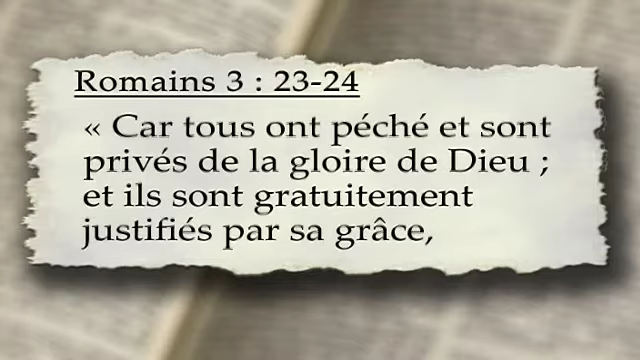 Romains 3 : 23-24
« Car tous ont péché et sont
privés de la gloire de Dieu ;
et ils sont gratuitement
justifiés par sa grâce,